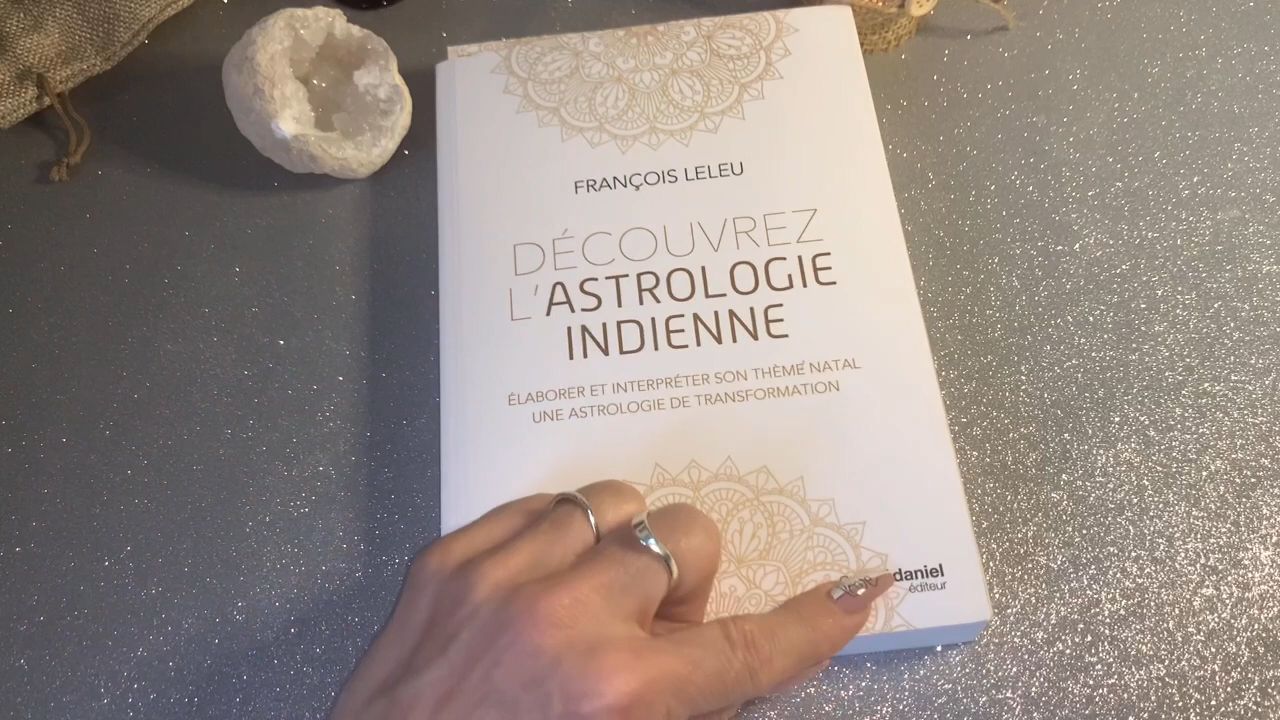 FRANÇOIS LELEU
DÉCOUVREZ
L'ASTROLOGIE
INDIENNE
ÉLABORER ET INTERPRÉTER SON THÈME NATAL
UNE ASTROLOGIE DE TRANSFORMATION
daniel
éditeur